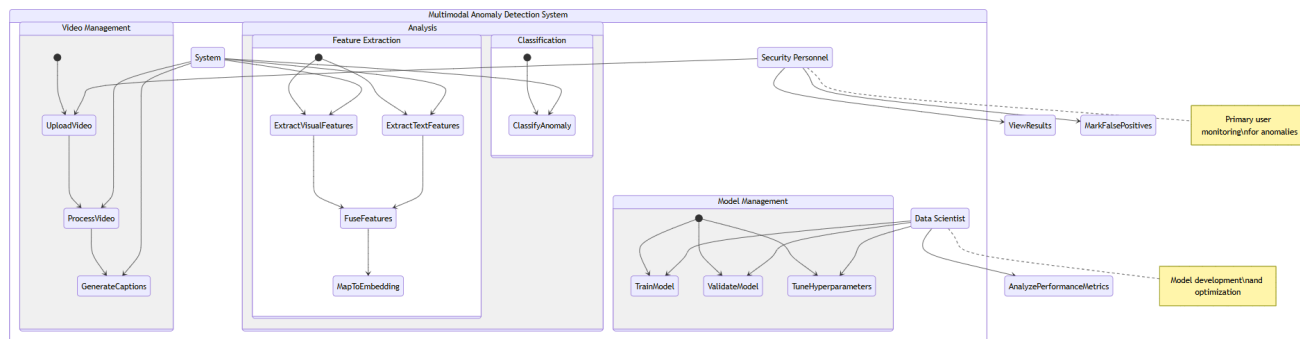 Multimodal Anomaly Detection System
Video Management
Analysis
Feature Extraction
Classification
System
Security Personnel
UploadVideo
ExtractVisualFeatures
ExtractTextFeatures
ClassifyAnomaly
ViewResults
MarkFalsePositives
Primary user
monitoring\nfor anomalies
Model Management
ProcessVideo
FuseFeatures
Data Scientist
GenerateCaptions
MapToEmbedding
TrainModel
ValidateModel
TuneHyperparameters
AnalyzePerformanceMetrics
Model development\nand
optimization